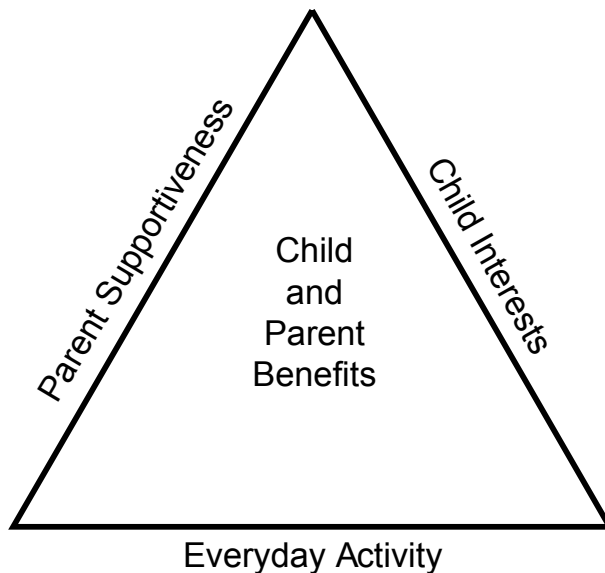 Parent Supportiveness
Child Interests
Child
and
Parent
Benefits
Everyday Activity